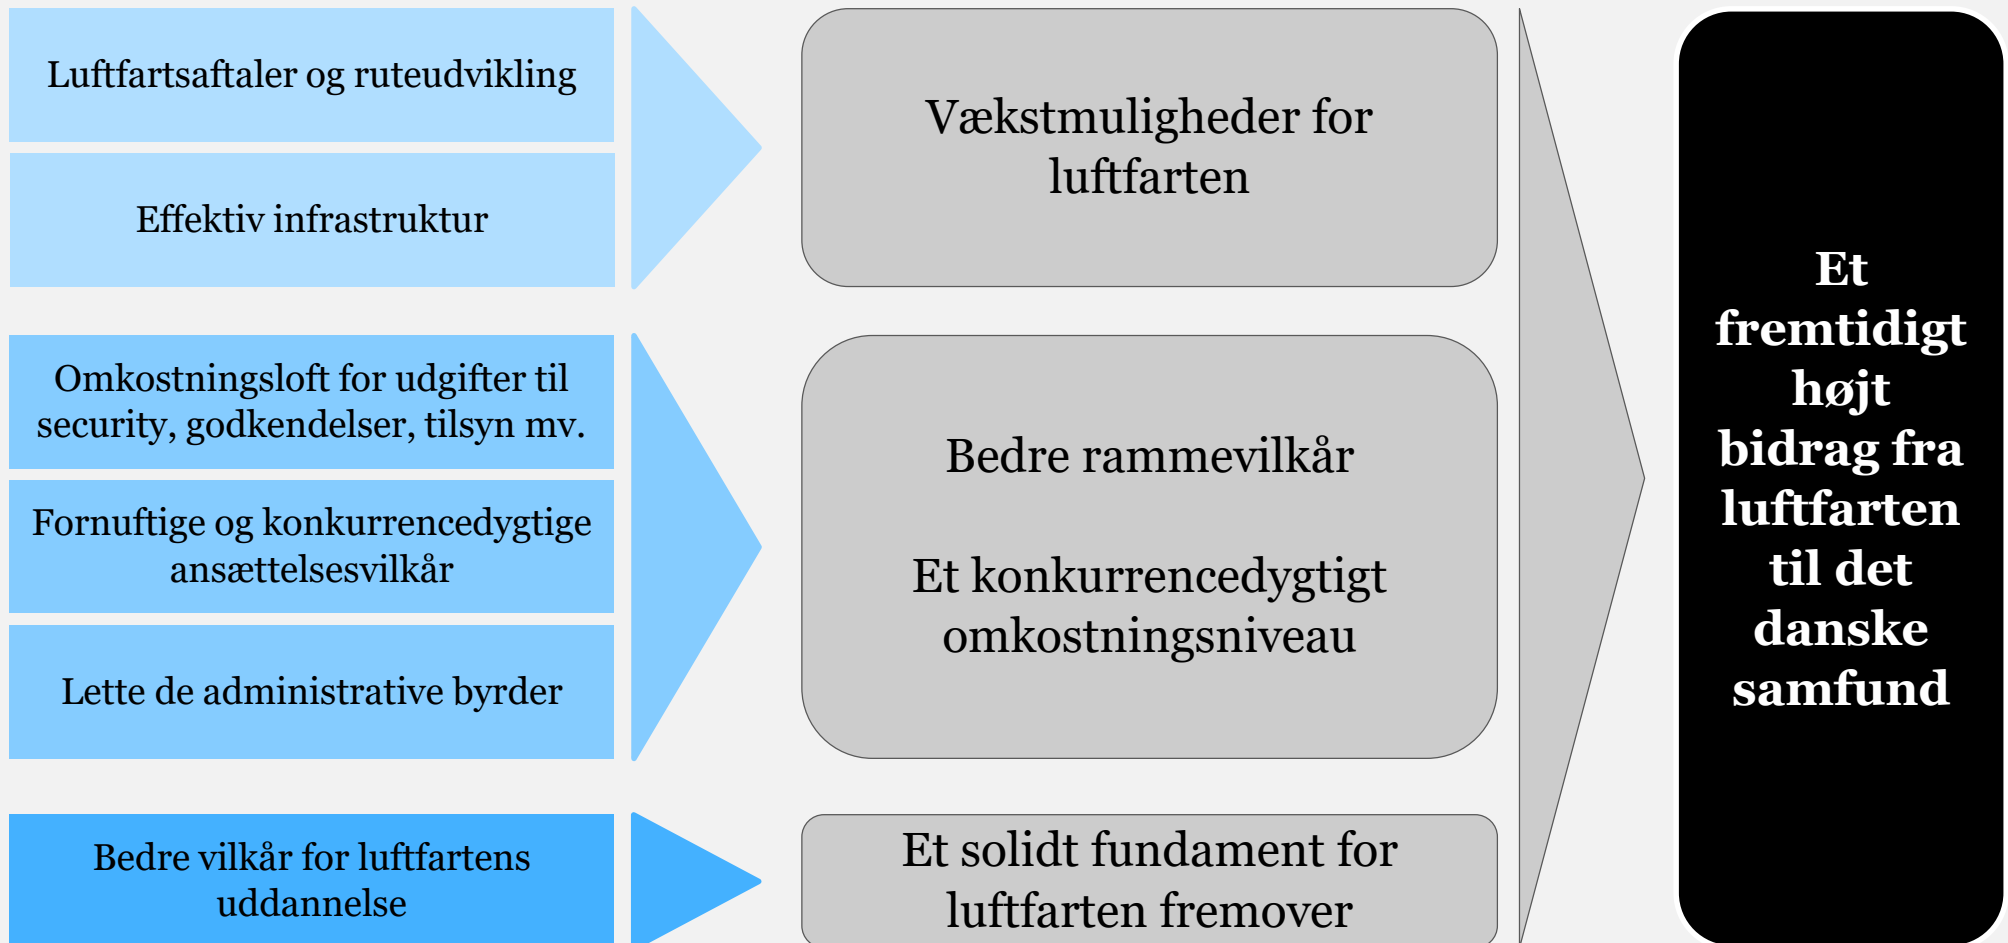 Luftfartsaftaler og ruteudvikling
Effektiv infrastruktur
Vækstmuligheder for
luftfarten
Omkostningsloft for udgifter til
security, godkendelser, tilsyn mv.
Fornuftige og konkurrencedygtige
ansættelsesvilkår
Lette de administrative byrder
Bedre rammevilkår
Et konkurrencedygtigt
omkostningsniveau
Bedre vilkår for luftfartens
uddannelse
Et solidt fundament for
luftfarten fremover
Et
fremtidigt
højt
bidrag fra
luftfarten
til det
danske
samfund